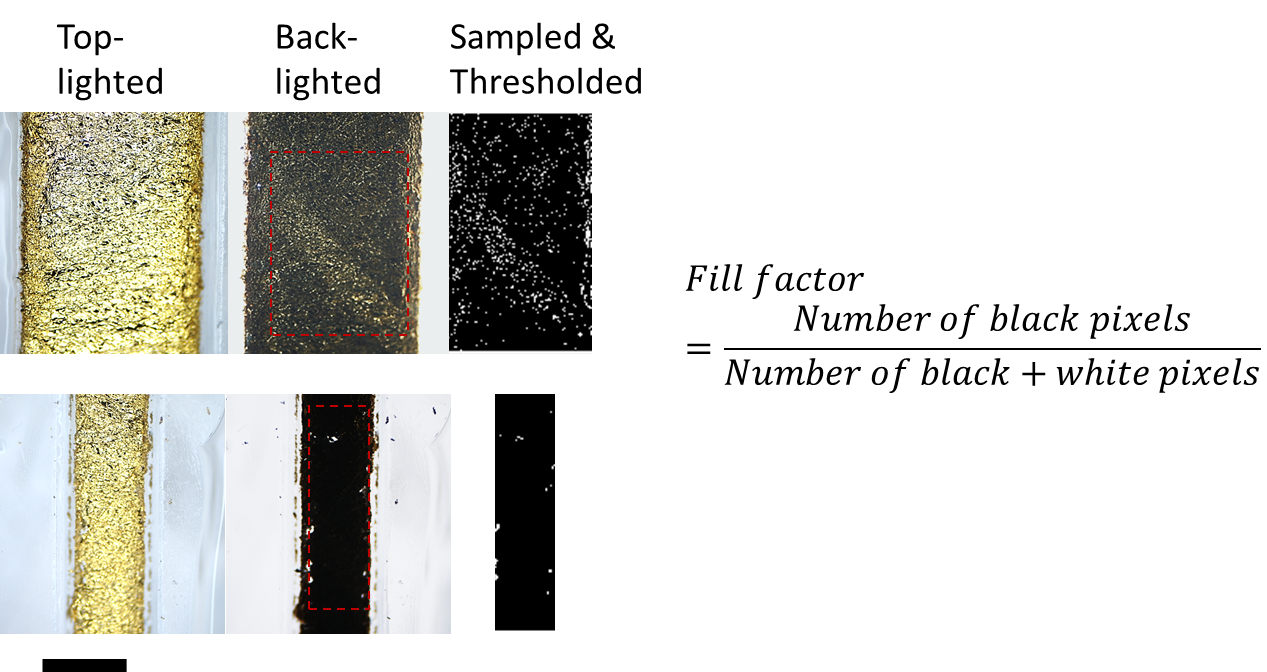 Top-
lighted
Back-
lighted
Sampled &
Thresholded
Fill factor
= Number of black pixels
Number of black + white pixels